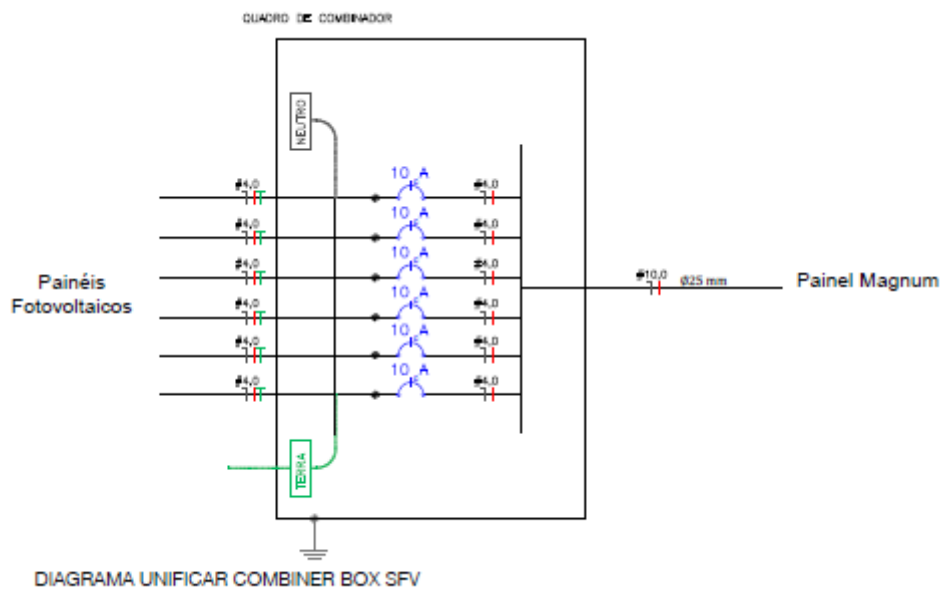 QUADRO DE COMBINADOR
NEUTRO
10 A
#4,0
#4,0
10 A
#4,0
#4,0
10 A
#4,0
#4,0
10 A
#4,0
#4,0
10 A
#4,0
#4,0
10 A
#4,0
#4,0
Painéis
Fotovoltaicos
#10,0
Ø25 mm
Painel Magnum
TERRA
DIAGRAMA UNIFICAR COMBINER BOX SFV